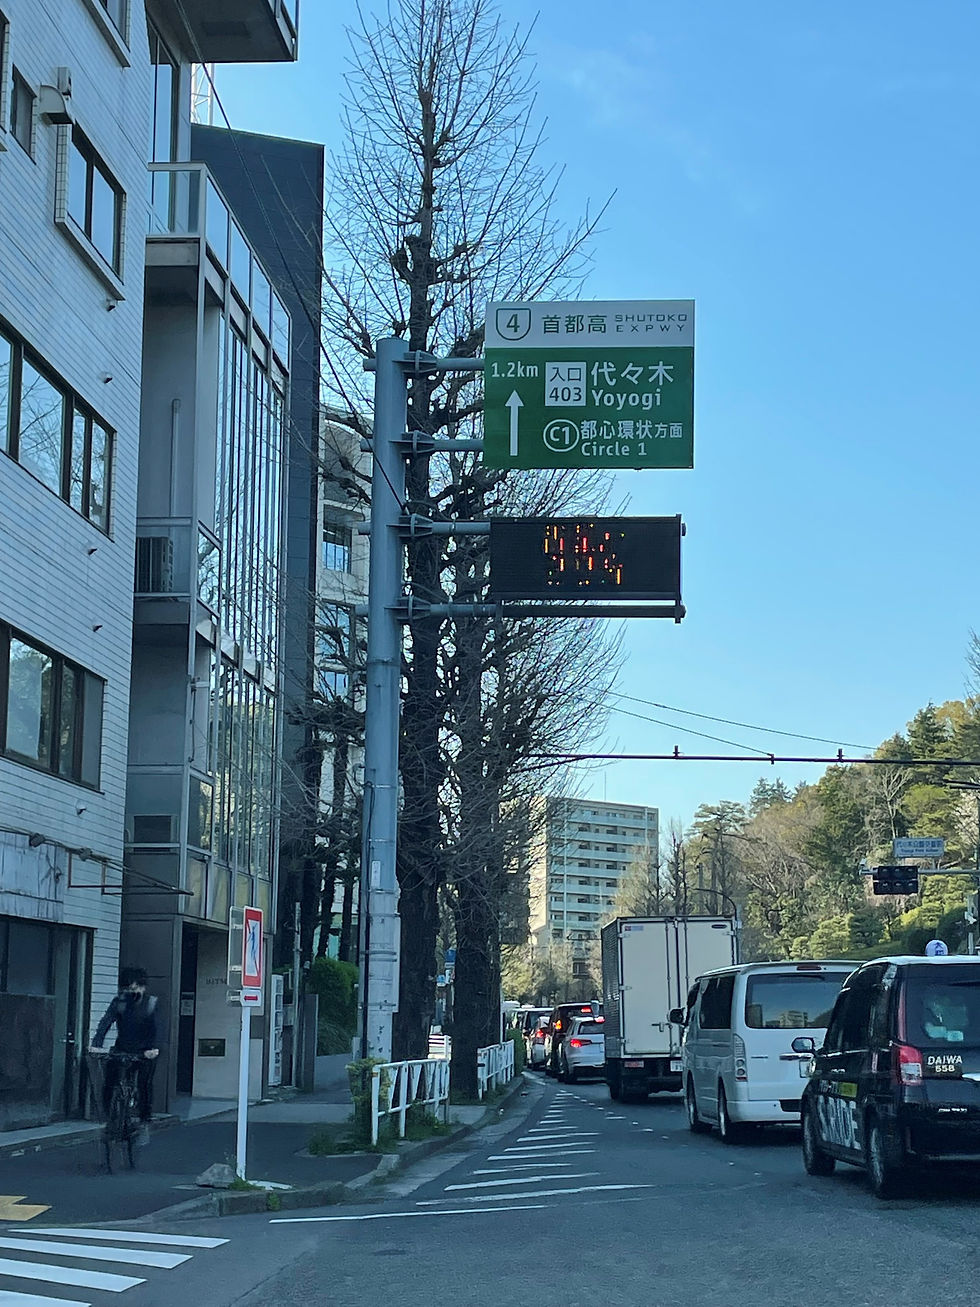 4 首都高 SHUTOKO EXPWY
1.2km 入口 403 代々木 Yoyogi
C1 都心環状方面
Circle 1
DAIWA
558